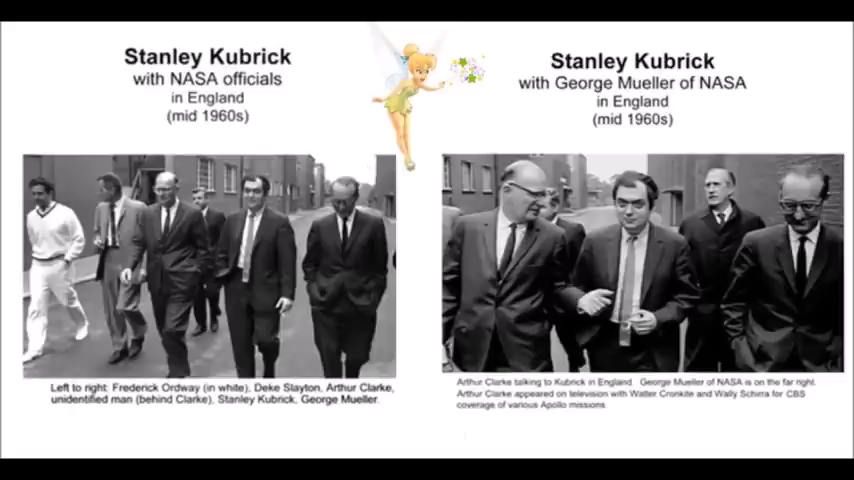 Stanley Kubrick
with NASA officials
in England
(mid 1960s)
Left to right: Frederick Ordway (in white), Deke Slayton, Arthur Clarke,
unidentified man (behind Clarke), Stanley Kubrick, George Mueller.
Stanley Kubrick
with George Mueller of NASA
in England
(mid 1960s)
Arthur Clarke talking to Kubrick in England. George Mueller of NASA is on the far right.
Arthur Clarke appeared on television with Walter Cronkite and Wally Schirra for CBS
coverage of various Apollo missions.